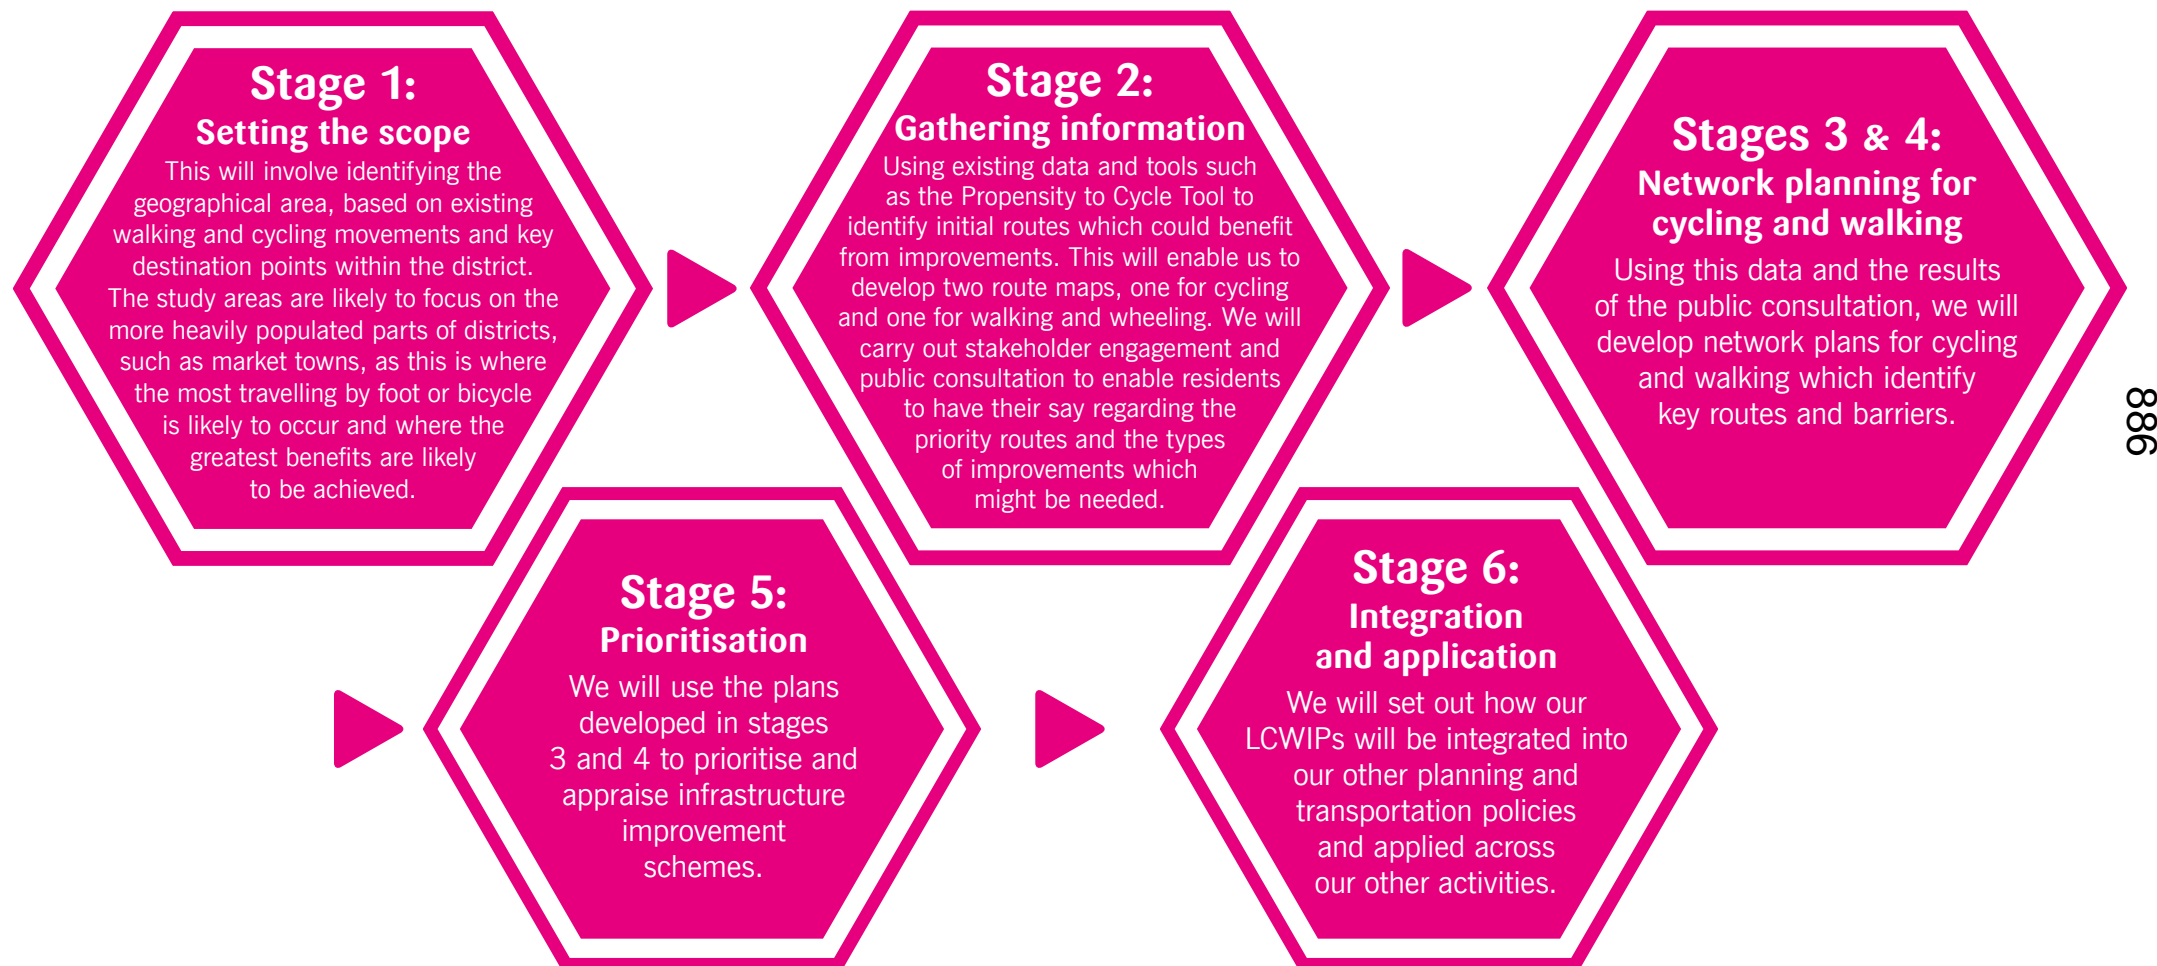 Stage 1:
Setting the scope
This will involve identifying the
geographical area, based on existing
walking and cycling movements and key
destination points within the district.
The study areas are likely to focus on the
more heavily populated parts of districts,
such as market towns, as this is where
the most travelling by foot or bicycle
is likely to occur and where the
greatest benefits are likely
to be achieved.
Stage 2:
Gathering information
Using existing data and tools such
as the Propensity to Cycle Tool to
identify initial routes which could benefit
from improvements. This will enable us to
develop two route maps, one for cycling
and one for walking and wheeling. We will
carry out stakeholder engagement and
public consultation to enable residents
to have their say regarding the
priority routes and the types
of improvements which
might be needed.
Stages 3 & 4:
Network planning for
cycling and walking
Using this data and the results
of the public consultation, we will
develop network plans for cycling
and walking which identify
key routes and barriers.
Stage 5:
Prioritisation
We will use the plans
developed in stages
3 and 4 to prioritise and
appraise infrastructure
improvement
schemes.
Stage 6:
Integration
and application
We will set out how our
LCWIPs will be integrated into
our other planning and
transportation policies
and applied across
our other activities.
886